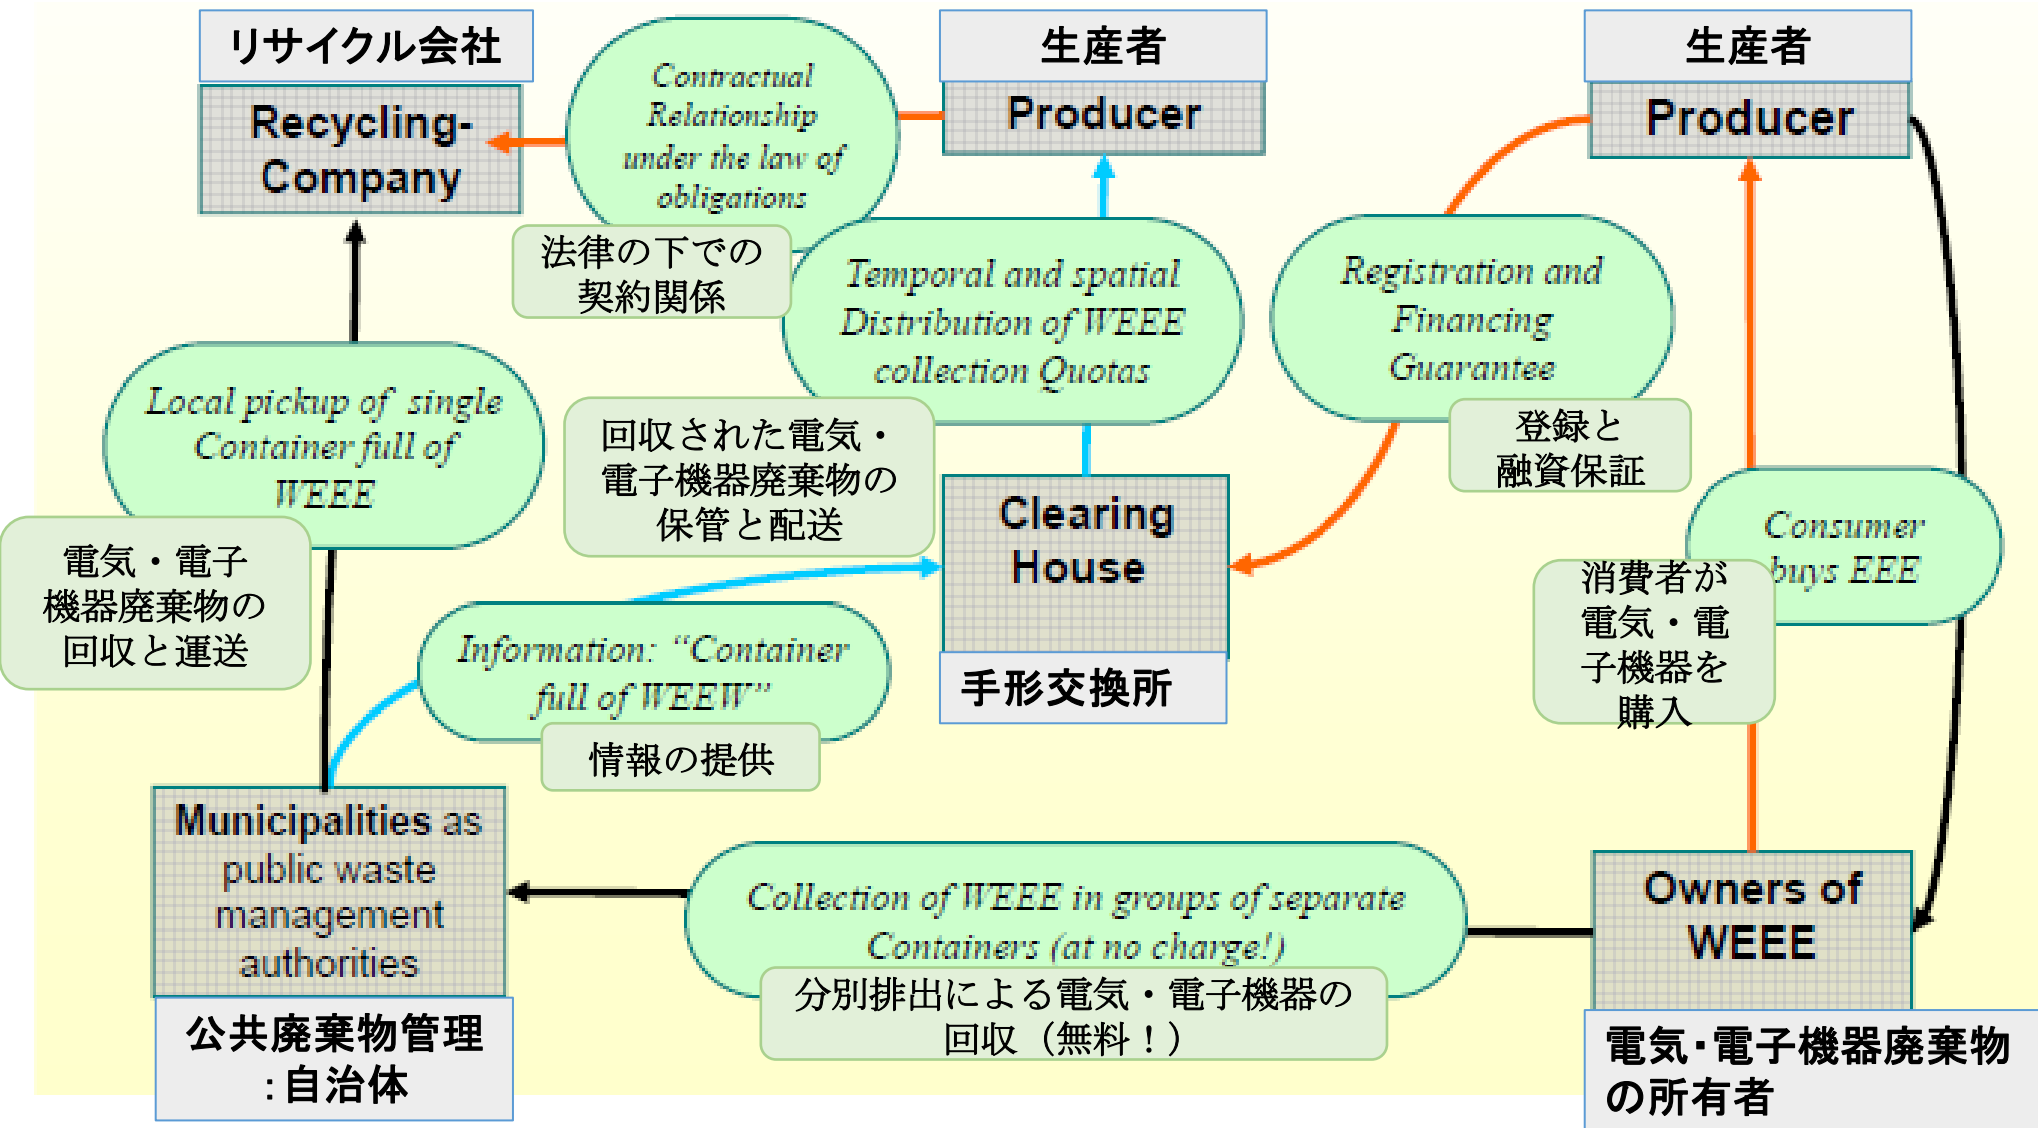 リサイクル会社
Recycling-
Company
Contractual
Relationship
under the law of
obligations
法律の下での
契約関係
生産者
Producer
生産者
Producer
Temporal and spatial
Distribution of WEEE
collection Quotas
回収された電気・
電子機器廃棄物の
保管と配送
Registration and
Financing
Guarantee
登録と
融資保証
Local pickup of single
Container full of
WEEE
電気・電子
機器廃棄物の
回収と運送
Clearing
House
手形交換所
Consumer
buys EEE
消費者が
電気・電
子機器を
購入
Information: “Container
full of WEEW”
情報の提供
Municipalities as
public waste
management
authorities
公共廃棄物管理
:自治体
Collection of WEEE in groups of separate
Containers (at no charge!)
分別排出による電気・電子機器の
回収（無料！）
Owners of
WEEE
電気・電子機器廃棄物
の所有者